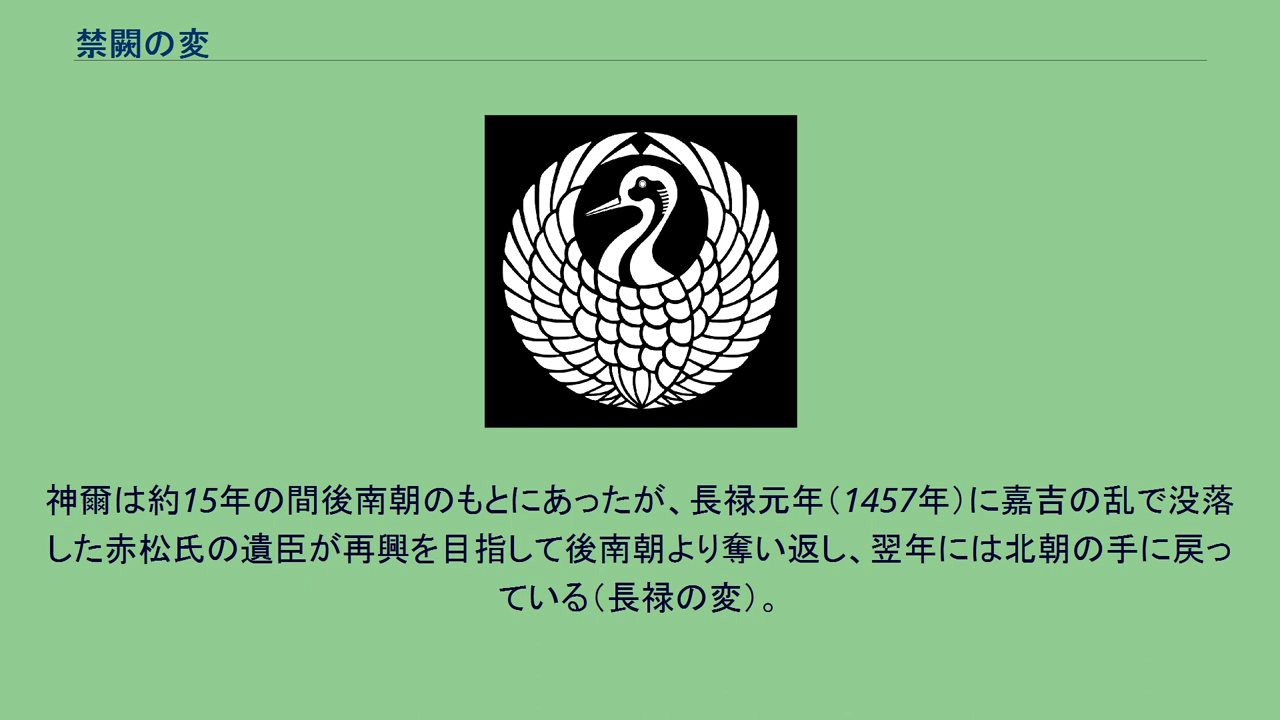 禁闕の変
神爾は約15年の間後南朝のもとにあったが、長禄元年（1457年）に嘉吉の乱で没落
した赤松氏の遺臣が再興を目指して後南朝より奪い返し、翌年には北朝の手に戻っ
ている（長禄の変）。